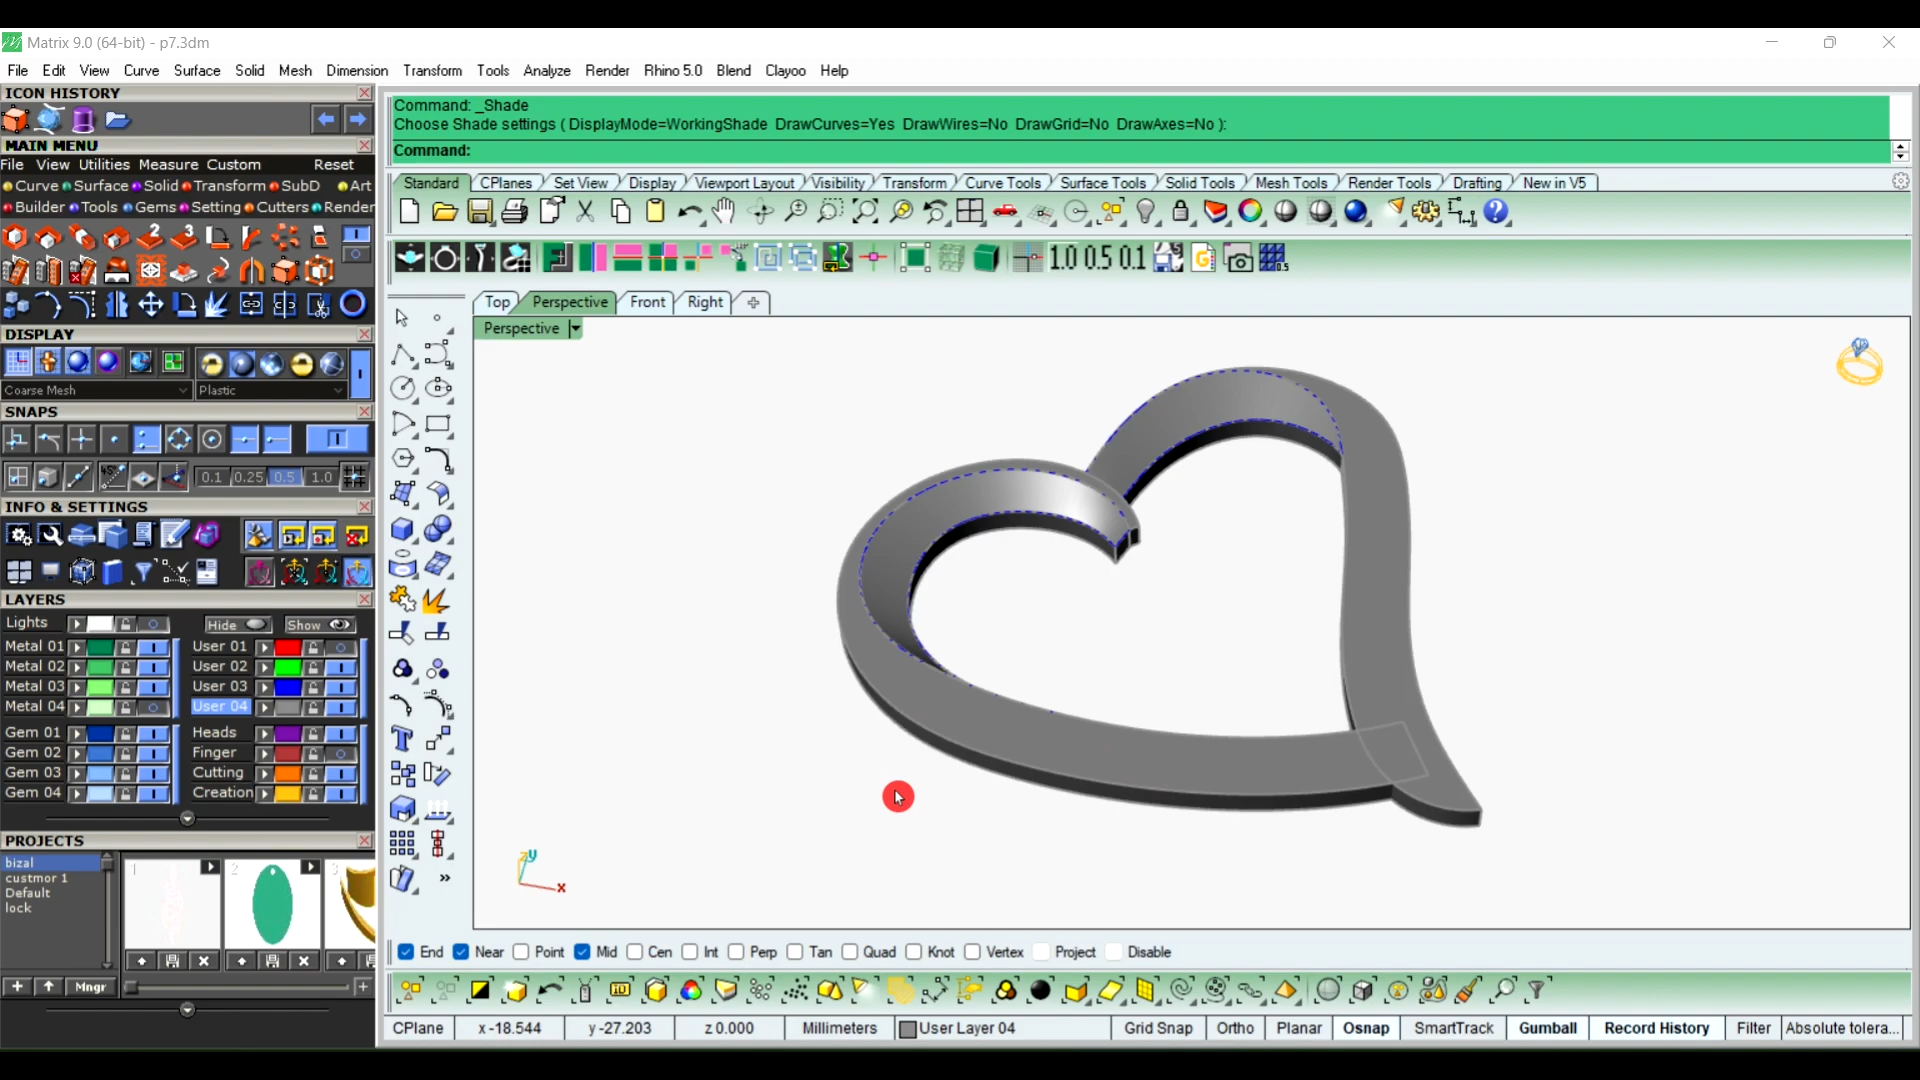 Matrix 9.0 (64-bit) - p7.3dm
File Edit View Curve Surface Solid Mesh Dimension Transform Tools Analyze Render Rhino 5.0 Blend Clayoo Help
ICON HISTORY
MAIN MENU
File View Utilities Measure Custom Reset
Curve Surface Solid Transform SubD Art
Builder Tools Gems Setting Cutters Render
DISPLAY
Coarse Mesh Plastic
SNAPS
0.1 0.25 0.5 1.0
INFO & SETTINGS
LAYERS
Lights Hide Show
Metal 01 User 01
Metal 02 User 02
Metal 03 User 03
Metal 04 User 04
Gem 01 Heads
Gem 02 Finger
Gem 03 Cutting
Gem 04 Creation
PROJECTS
bizal
custmor 1
Default
lock
1 2 3
Mngr
Command: _Shade
Choose Shade settings ( DisplayMode=WorkingShade DrawCurves=Yes DrawWires=No DrawGrid=No DrawAxes=No ):
Command:
Standard CPlanes Set View Display Viewport Layout Visibility Transform Curve Tools Surface Tools Solid Tools Mesh Tools Render Tools Drafting New in V5
1.0 0.5 0.1
Top Perspective Front Right
Perspective
z y
x
End Near Point Mid Cen Int Perp Tan Quad Knot Vertex Project Disable
CPlane x -18.544 y -27.203 z 0.000 Millimeters User Layer 04 Grid Snap Ortho Planar Osnap SmartTrack Gumball Record History Filter Absolute tolera...